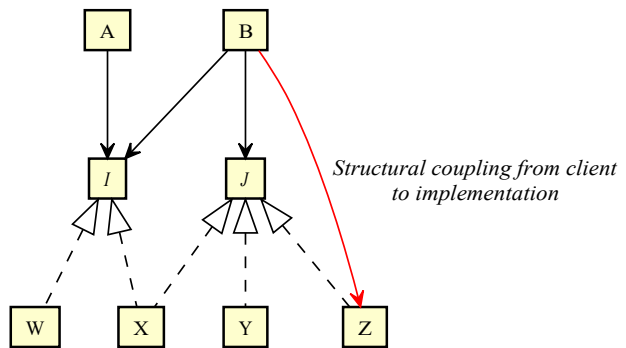 A
B
I
J
Structural coupling from client
to implementation
W
X
Y
Z